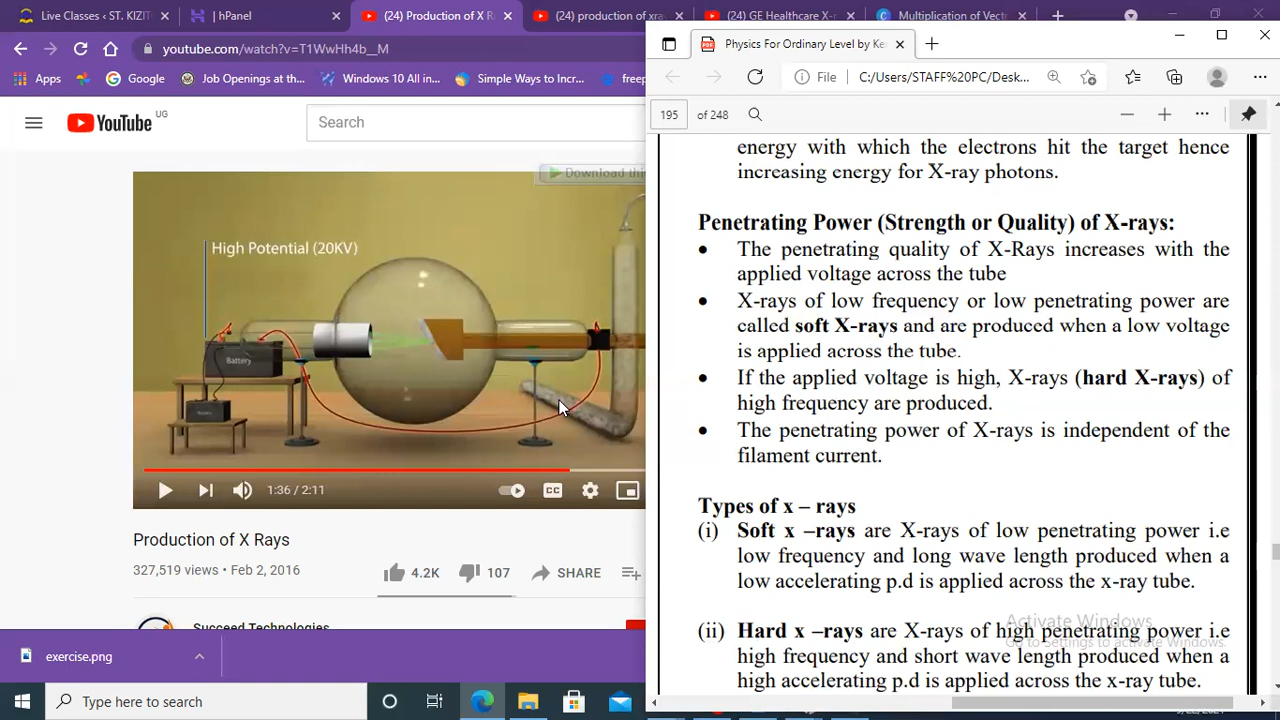 Live Classes « ST. KIZIT
hPanel
(24) Production of X R
(24) production of xra
(24) GE Healthcare X-r
Multiplication of Vect
youtube.com/watch?v=T1WwHh4b__M
Apps
Google
Job Openings at the...
Windows 10 All in...
Simple Ways to Incr...
freep
YouTube
UG
Search
Download this
High Potential (20KV)
Battery
1:36 / 2:11
CC
Production of X Rays
327,519 views • Feb 2, 2016
4.2K
107
SHARE
Succeed Technologies
exercise.png
Type here to search
Physics For Ordinary Level by Ke
File
C:/Users/STAFF%20PC/Desk...
195
of 248
energy with which the electrons hit the target hence
increasing energy for X-ray photons.
Penetrating Power (Strength or Quality) of X-rays:
• The penetrating quality of X-Rays increases with the
applied voltage across the tube
• X-rays of low frequency or low penetrating power are
called soft X-rays and are produced when a low voltage
is applied across the tube.
• If the applied voltage is high, X-rays (hard X-rays) of
high frequency are produced.
• The penetrating power of X-rays is independent of the
filament current.
Types of x – rays
(i) Soft x –rays are X-rays of low penetrating power i.e
low frequency and long wave length produced when a
low accelerating p.d is applied across the x-ray tube.
(ii) Hard x –rays are X-rays of high penetrating power i.e
high frequency and short wave length produced when a
high accelerating p.d is applied across the x-ray tube.
Activate Windows
Go to Settings to activate Windows.